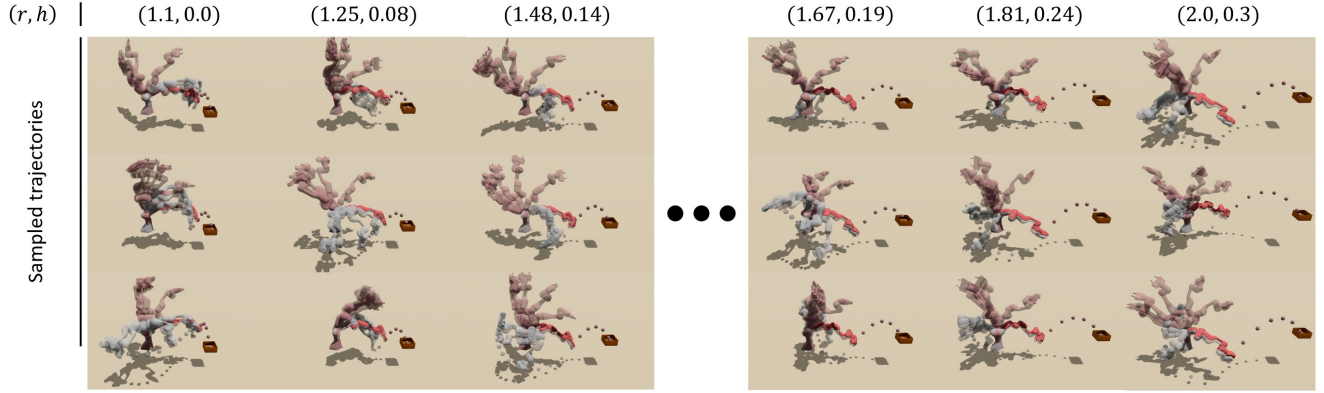 (r, h) (1.1, 0.0) (1.25, 0.08) (1.48, 0.14) (1.67, 0.19) (1.81, 0.24) (2.0, 0.3)
Sampled trajectories